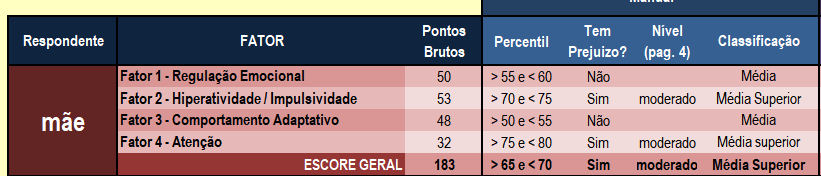 Manual
Respondente FATOR Pontos Brutos Percentil Tem Prejuizo? Nivel (pag. 4) Classificação
mãe
Fator 1 - Regulação Emocional 50 > 55 e < 60 Não Média
Fator 2 - Hiperatividade / Impulsividade 53 > 70 e < 75 Sim moderado Média Superior
Fator 3 - Comportamento Adaptativo 48 > 50 e < 55 Não Média
Fator 4 - Atenção 32 > 75 e < 80 Sim moderado Média superior
ESCORE GERAL 183 > 65 e < 70 Sim moderado Média Superior